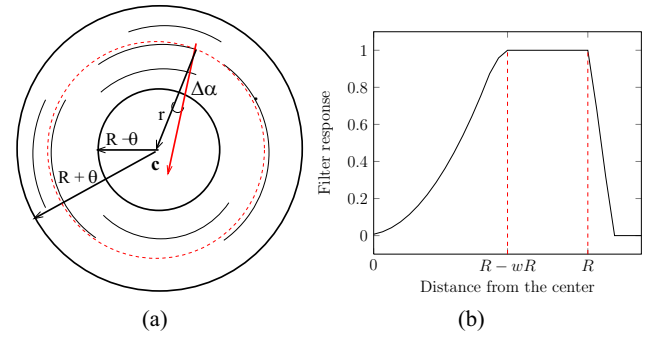 Δα
r
R −θ
c
R + θ
(a)
Filter response
1
0.8
0.6
0.4
0.2
0
0
R − wR
R
Distance from the center
(b)